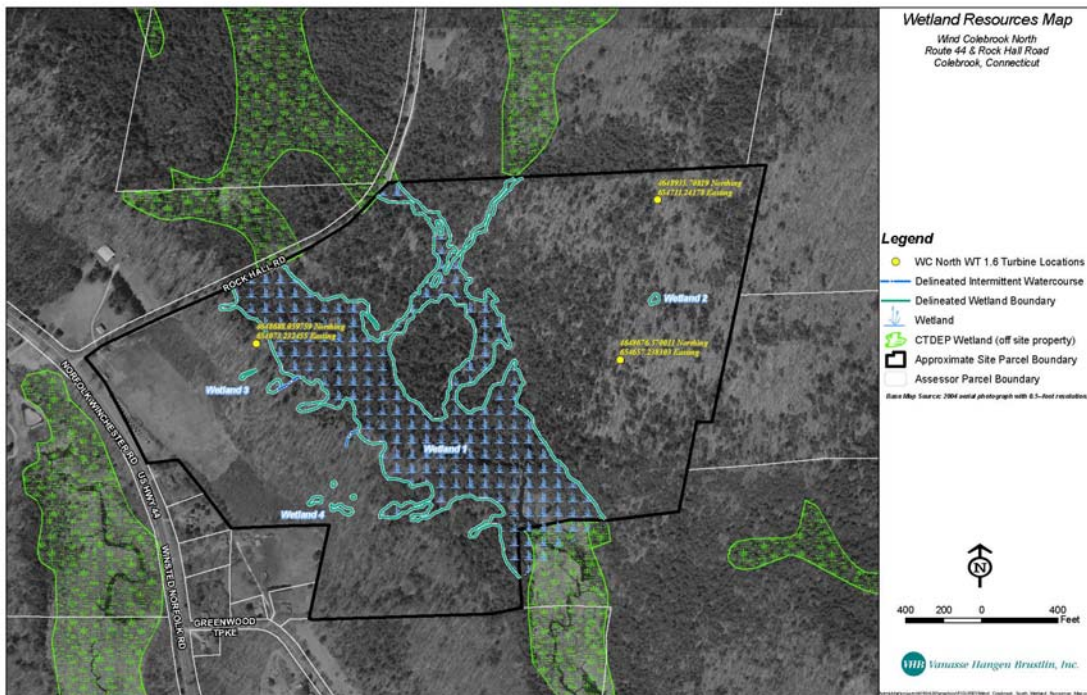 Wetland Resources Map
Wind Colebrook North
Route 44 & Rock Hall Road
Colebrook, Connecticut
Northing
Easting
ROCK HALL RD
Wetland 2
Northing
Easting
Northing
Easting
Wetland 3
NORFOLK-WINCHESTER RD
US HWY 44
WINSTED NORFOLK RD
Wetland 1
Wetland 4
GREENWOOD
TPKE
Legend
WC North WT 1.6 Turbine Locations
Delineated Intermittent Watercourse
Delineated Wetland Boundary
Wetland
CTDEP Wetland (off site property)
Approximate Site Parcel Boundary
Assessor Parcel Boundary
Base Map Source: 2004 aerial photograph with 0.5-foot resolution
N
400 200 0 400
Feet
VHB Vanasse Hangen Brustlin, Inc.